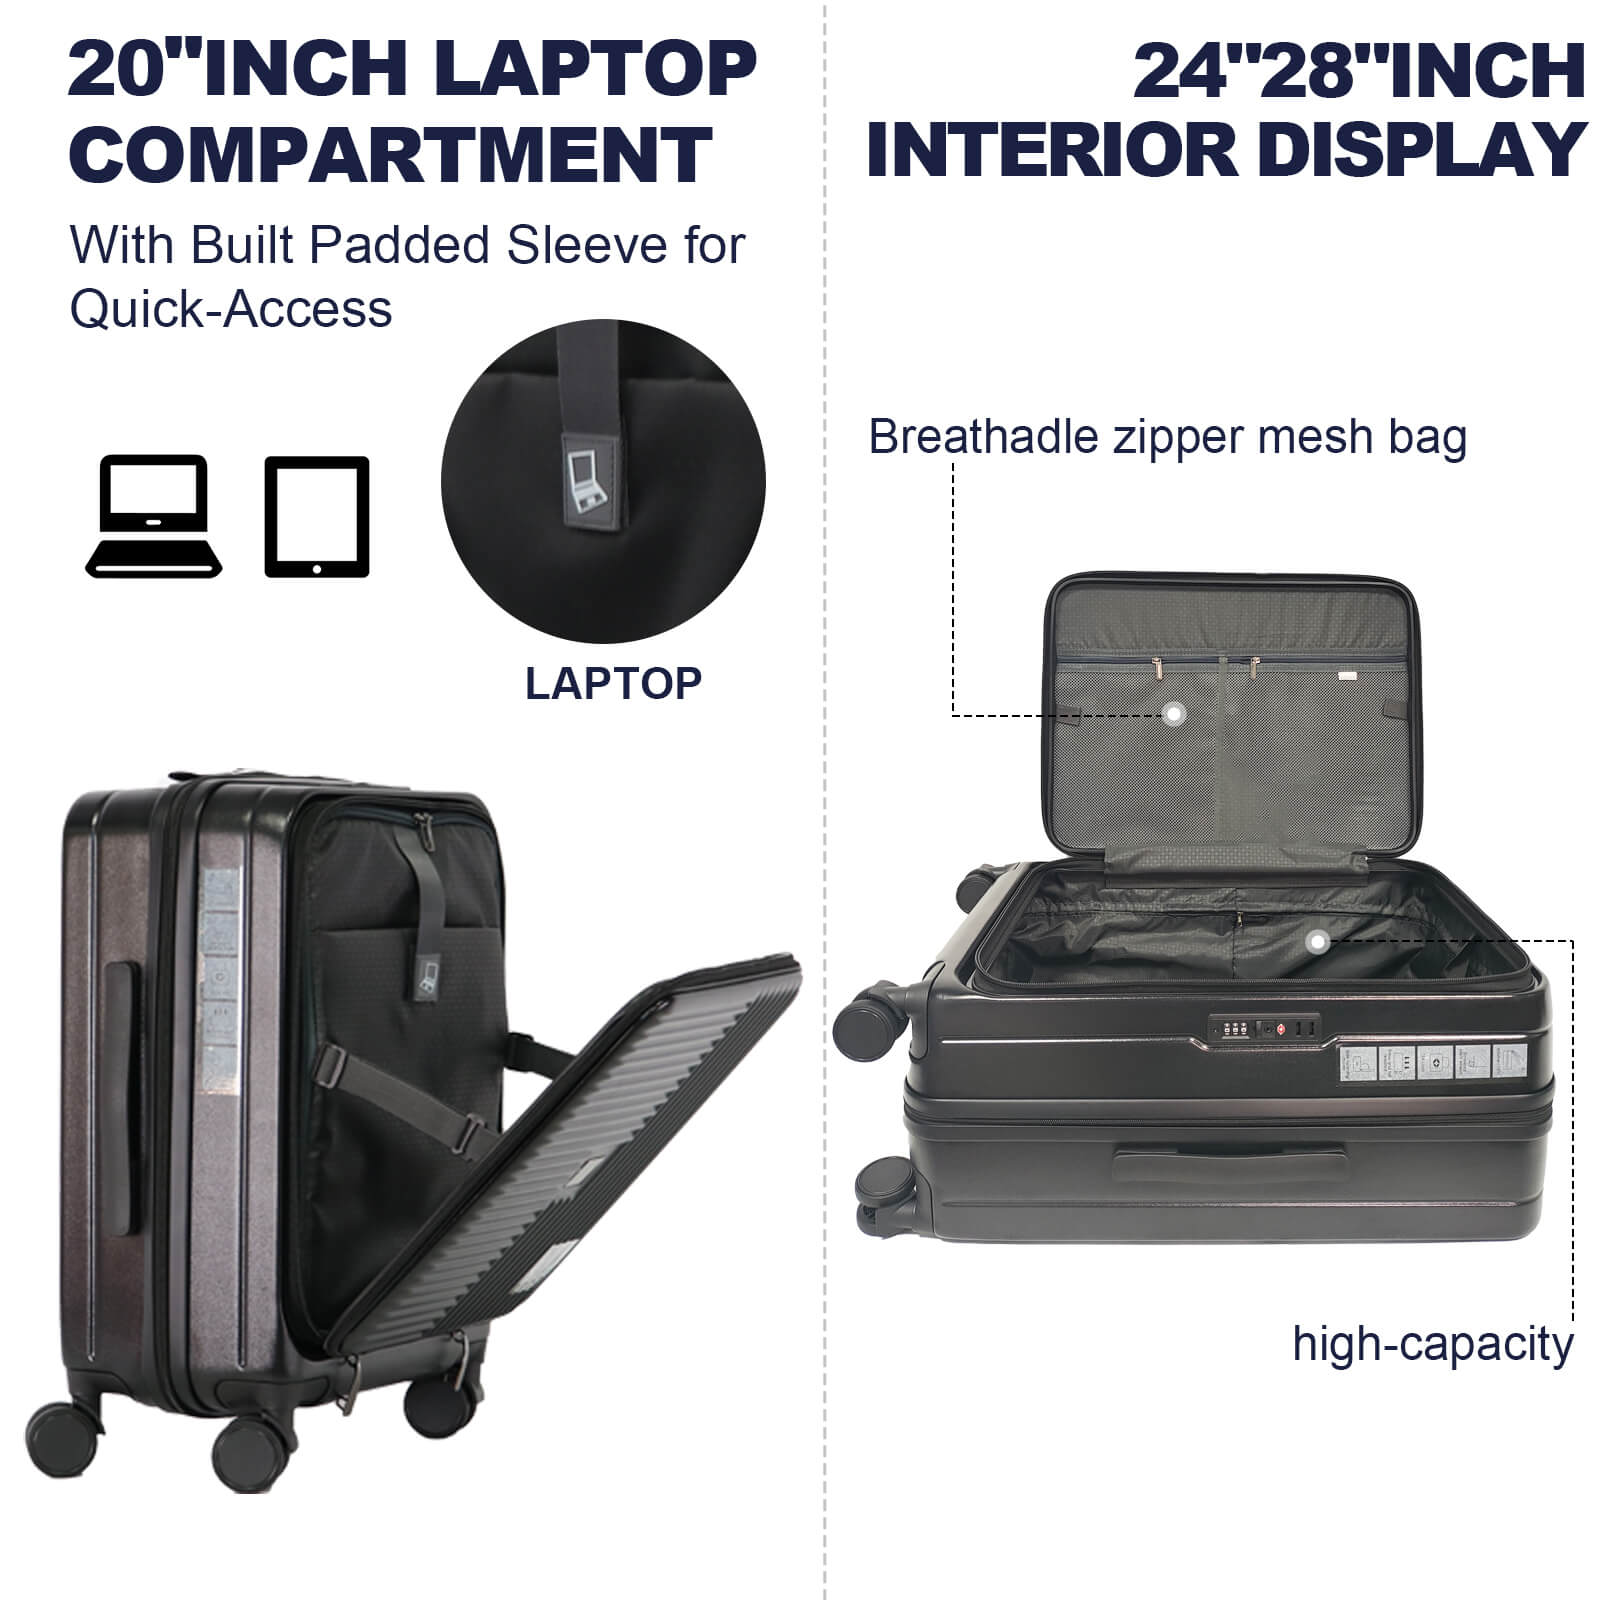 20"INCH LAPTOP
COMPARTMENT
With Built Padded Sleeve for
Quick-Access
LAPTOP
24"28"INCH
INTERIOR DISPLAY
Breathadle zipper mesh bag
high-capacity